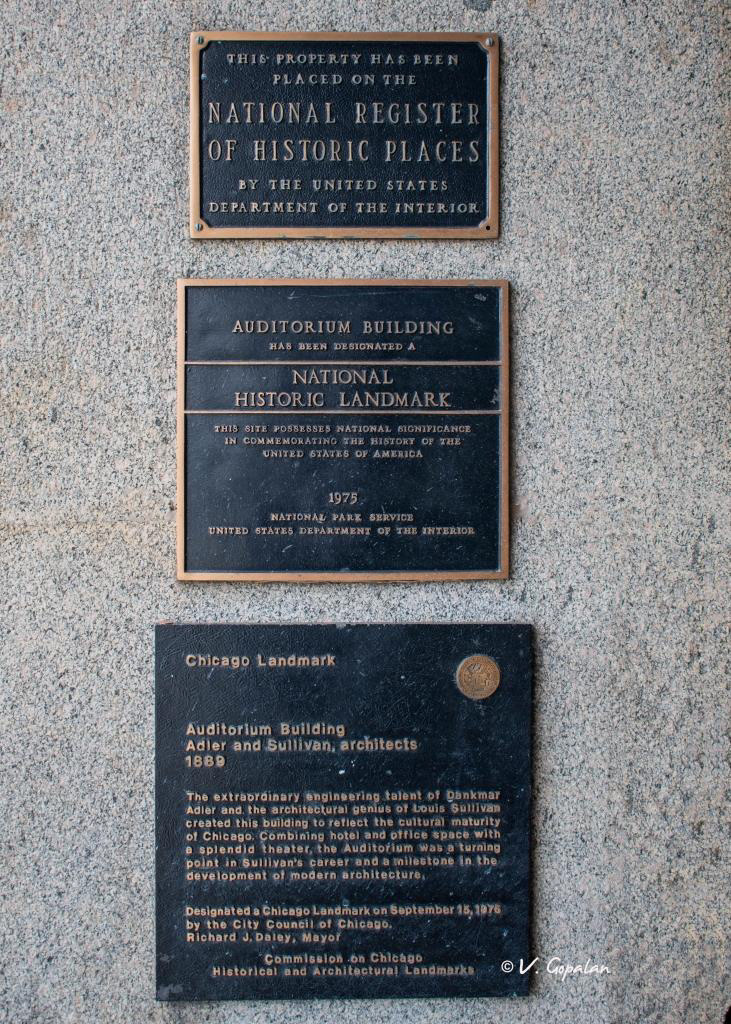 THIS PROPERTY HAS BEEN
PLACED ON THE
NATIONAL REGISTER
OF HISTORIC PLACES
BY THE UNITED STATES
DEPARTMENT OF THE INTERIOR
AUDITORIUM BUILDING
HAS BEEN DESIGNATED A
NATIONAL
HISTORIC LANDMARK
THIS SITE POSSESSES NATIONAL SIGNIFICANCE
IN COMMEMORATING THE HISTORY OF THE
UNITED STATES OF AMERICA
1975
NATIONAL PARK SERVICE
UNITED STATES DEPARTMENT OF THE INTERIOR
Chicago Landmark
Auditorium Building
Adler and Sullivan, architects
1889
The extraordinary engineering talent of Dankmar
Adler and the architectural genius of Louis Sullivan
created this building to reflect the cultural maturity
of Chicago. Combining hotel and office space with
a splendid theater, the Auditorium was a turning
point in Sullivan's career and a milestone in the
development of modern architecture.
Designated a Chicago Landmark on September 15, 1976
by the City Council of Chicago.
Richard J. Daley, Mayor
Commission on Chicago
Historical and Architectural Landmarks
© V. Gopalan